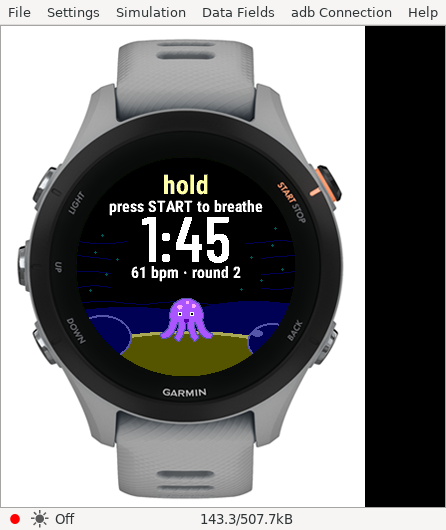 File Settings Simulation Data Fields adb Connection Help
hold
press START to breathe
1:45
61 bpm · round 2
LIGHT
START STOP
UP
DOWN
BACK
GARMIN
Off 143.3/507.7kB